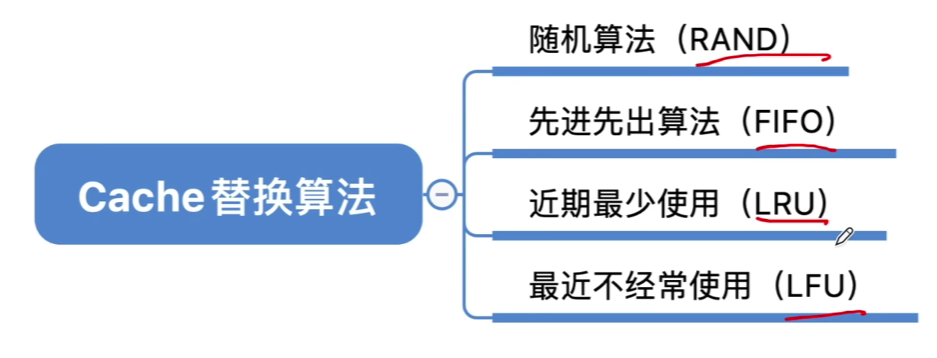 Cache替换算法
随机算法（RAND）
先进先出算法（FIFO）
近期最少使用（LRU）
最近不经常使用（LFU）